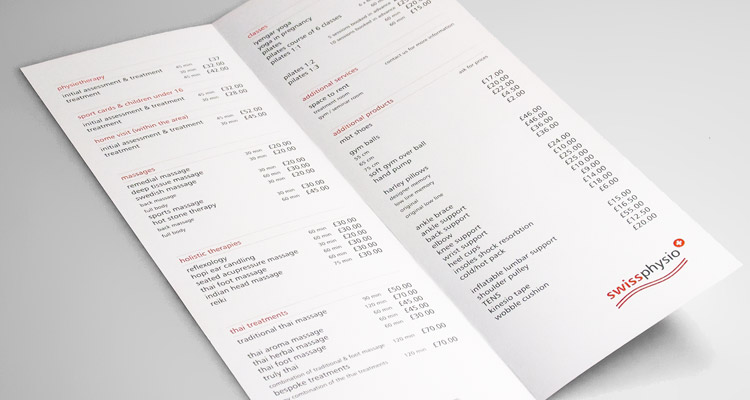 physiotherapy
initial assessment & treatment 45 min £37
treatment 30 min £32.00
45 min £42.00
sport cards & children under 16
initial assessment & treatment 45 min £32.00
treatment 30 min £28.00
home visit (within the area)
initial assessment & treatment 45 min £52.00
treatment 30 min £45.00
massages
remedial massage 30 min £20.00
deep tissue massage 30 min £20.00
swedish massage
back massage 30 min £20.00
full body 60 min £30.00
sports massage 30 min £20.00
hot stone therapy
back massage 30 min £30.00
full body 60 min £45.00
holistic therapies
reflexology 60 min £30.00
hopi ear candling £30.00
seated acupressure massage £20.00
thai foot massage £30.00
indian head massage £30.00
reiki
thai treatments
traditional thai massage 90 min £50.00
120 min £70.00
thai aroma massage 60 min £45.00
thai herbal massage 60 min £45.00
thai foot massage 60 min £30.00
truly thai
combination of traditional & foot massage 120 min £70.00
bespoke treatments
combination of the thai treatments 120 min £70.00
classes
iyengar yoga
yoga in pregnancy
pilates course of 6 classes
pilates 1:1
5 sessions booked in advance
10 sessions booked in advance
pilates 1:2
pilates 1:3
additional services
space to rent
treatment room
gym / seminar room
contact us for more information
additional products
mbt shoes ask for prices
gym balls
55 cm £17.00
65 cm £20.00
75 cm £22.00
soft gym over ball £4.50
hand pump £2.00
harley pillows
designer memory £46.00
low line memory £46.00
original £36.00
original low line £36.00
ankle brace £24.00
ankle support £10.00
back support £25.00
elbow £25.00
knee support £10.00
wrist support £9.00
heel cups £14.00
insoles shock resorbtion £18.00
cold/hot pack £6.00
inflatable lumbar support £15.00
shoulder pulley £16.50
TENS £55.00
kinesio tape £12.50
wobble cushion £20.00
swissphysio